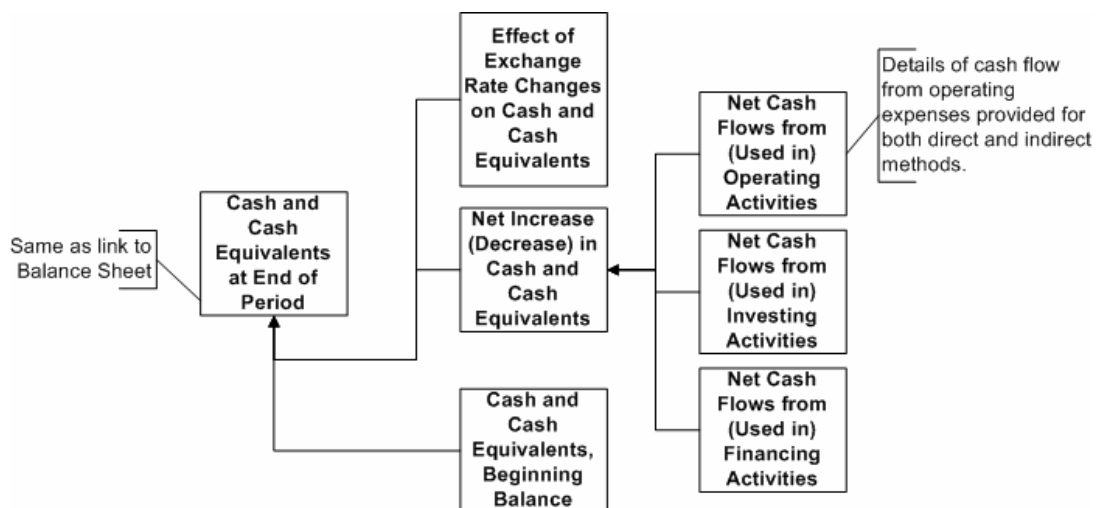 Same as link to
Balance Sheet
Cash and
Cash
Equivalents
at End of
Period
Effect of
Exchange
Rate Changes
on Cash and
Cash
Equivalents
Net Increase
(Decrease) in
Cash and
Cash
Equivalents
Cash and
Cash
Equivalents,
Beginning
Balance
Net Cash
Flows from
(Used in)
Operating
Activities
Net Cash
Flows from
(Used in)
Investing
Activities
Net Cash
Flows from
(Used in)
Financing
Activities
Details of cash flow
from operating
expenses provided for
both direct and indirect
methods.